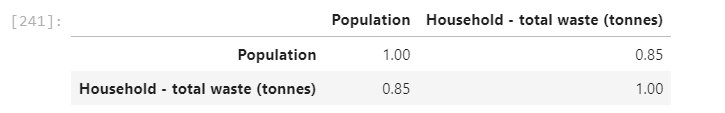 [241]:
Population Household - total waste (tonnes)
Population 1.00 0.85
Household - total waste (tonnes) 0.85 1.00